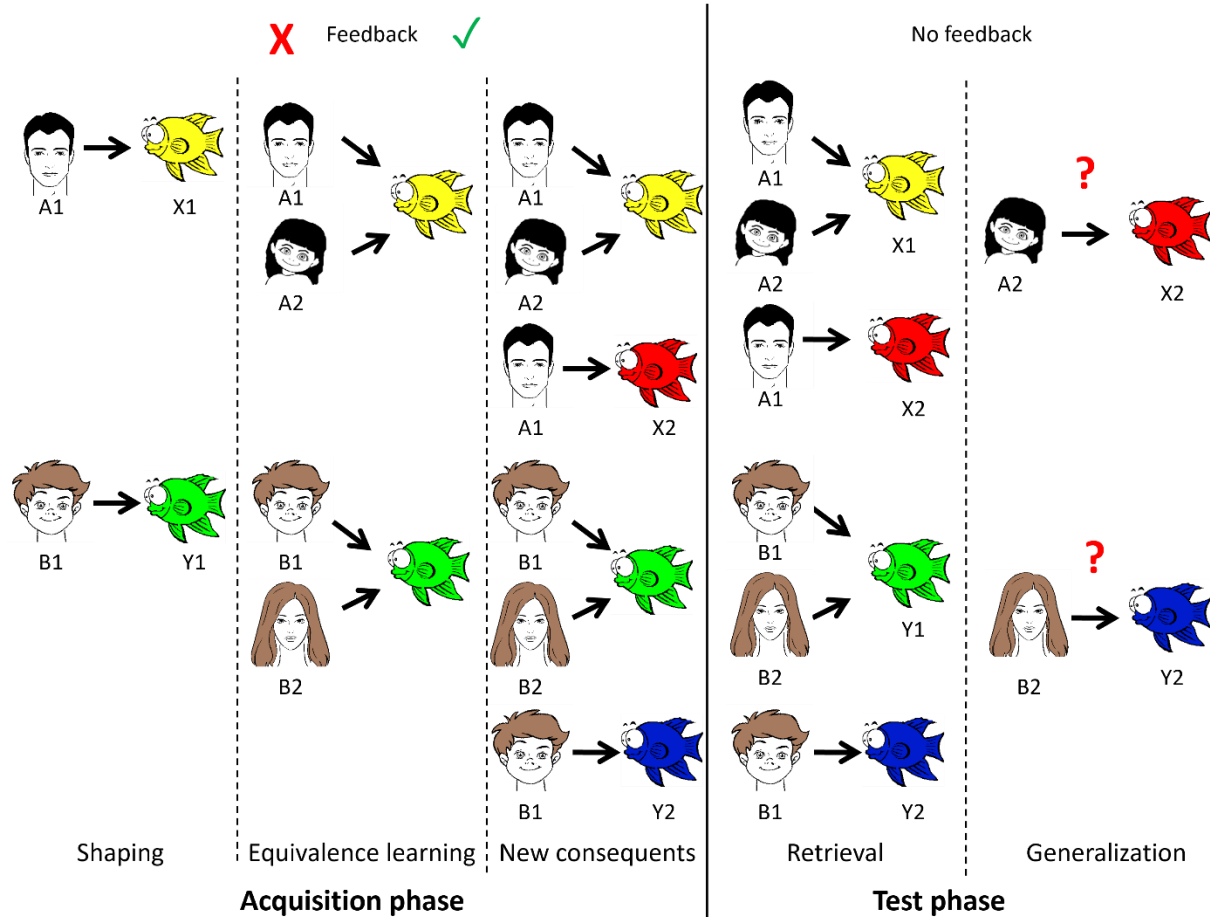 X Feedback ✓
No feedback
A1
X1
B1
Y1
Shaping
A1
A2
B1
B2
Equivalence learning
A1
A2
A1
X2
B1
B2
B1
Y2
New consequents
Acquisition phase
A1
X1
A2
A1
X2
B1
Y1
B2
B1
Y2
Retrieval
?
A2
X2
?
B2
Y2
Generalization
Test phase